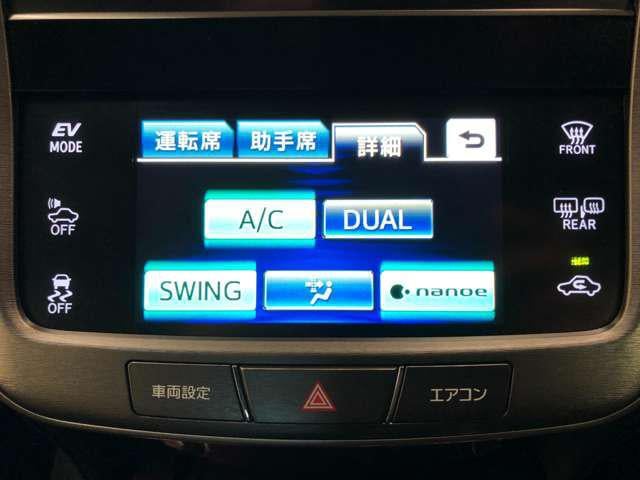 EV
MODE
運転席
助手席
詳細
FRONT
OFF
A/C
DUAL
REAR
OFF
SWING
nanoe
車両設定
エアコン